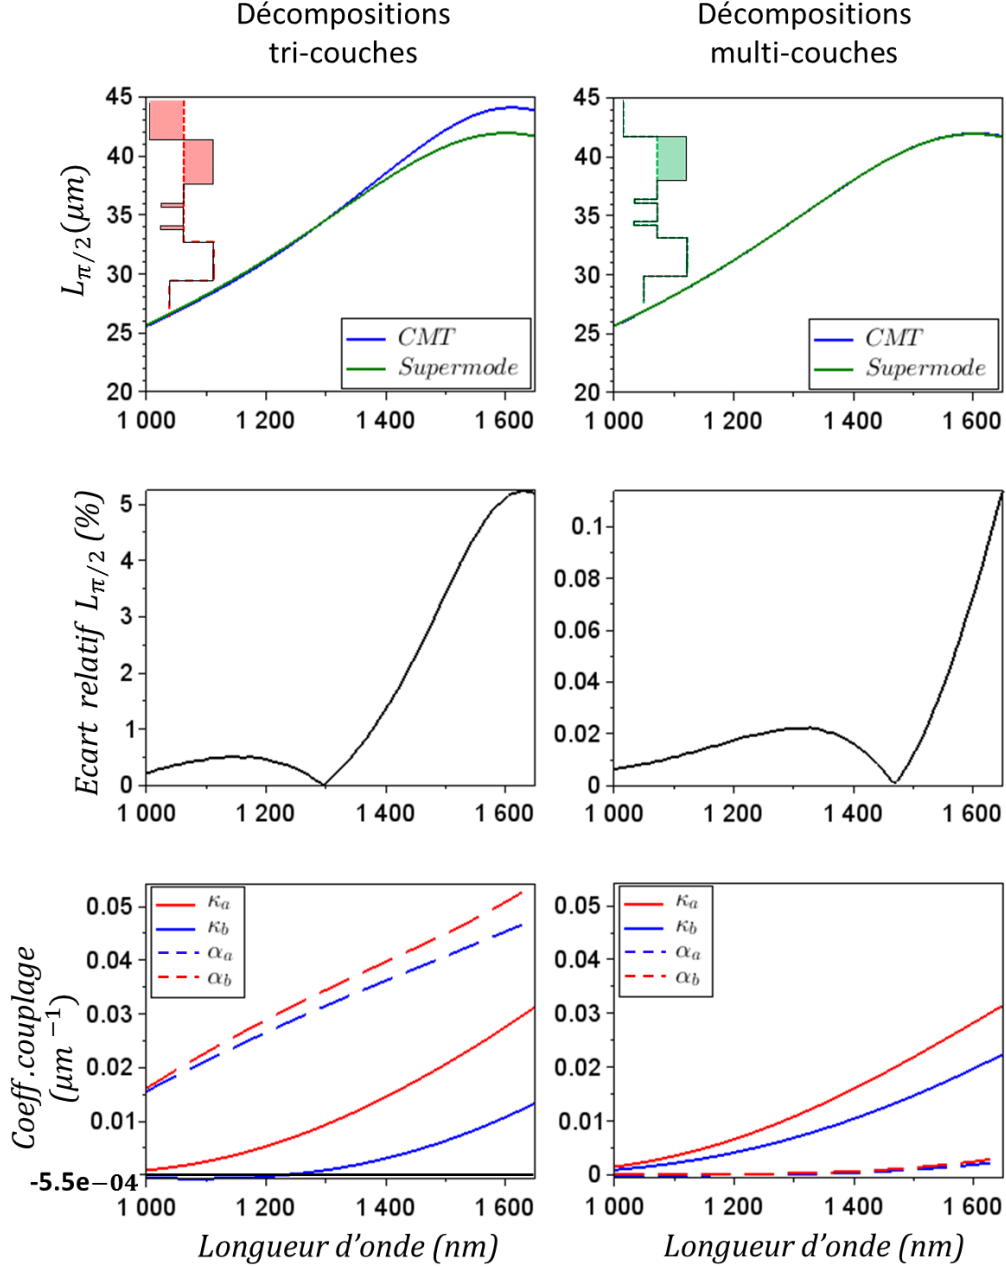 Décompositions
tri-couches
Décompositions
multi-couches
L_{π/2}(μm)
45
40
35
30
25
20
CMT
Supermode
1 000
1 200
1 400
1 600
45
40
35
30
25
20
CMT
Supermode
1 000
1 200
1 400
1 600
Ecart relatif L_{π/2} (%)
5
4
3
2
1
0
1 000
1 200
1 400
1 600
0.1
0.08
0.06
0.04
0.02
0
1 000
1 200
1 400
1 600
Coeff.couplage
(μm⁻¹)
0.05
0.04
0.03
0.02
0.01
-5.5e−04
κ_a
κ_b
α_a
α_b
1 000
1 200
1 400
1 600
Longueur d'onde (nm)
0.05
0.04
0.03
0.02
0.01
0
κ_a
κ_b
α_a
α_b
1 000
1 200
1 400
1 600
Longueur d'onde (nm)